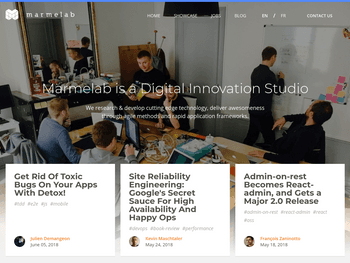 marmelab
HOME SHOWCASE JOBS BLOG EN / FR CONTACT US
Marmelab is a Digital Innovation Studio
We research & develop cutting edge technology, deliver awesomeness
through agile methods and rapid application frameworks.
Get Rid Of Toxic
Bugs On Your Apps
With Detox!
#tdd #e2e #js #mobile
Julien Demangeon
June 05, 2018
Site Reliability
Engineering:
Google's Secret
Sauce For High
Availability And
Happy Ops
#devops #book-review #performance
Kevin Maschtaler
May 24, 2018
Admin-on-rest
Becomes React-
admin, and Gets a
Major 2.0 Release
#admin-on-rest #react-admin #react
#oss
François Zaninotto
May 18, 2018